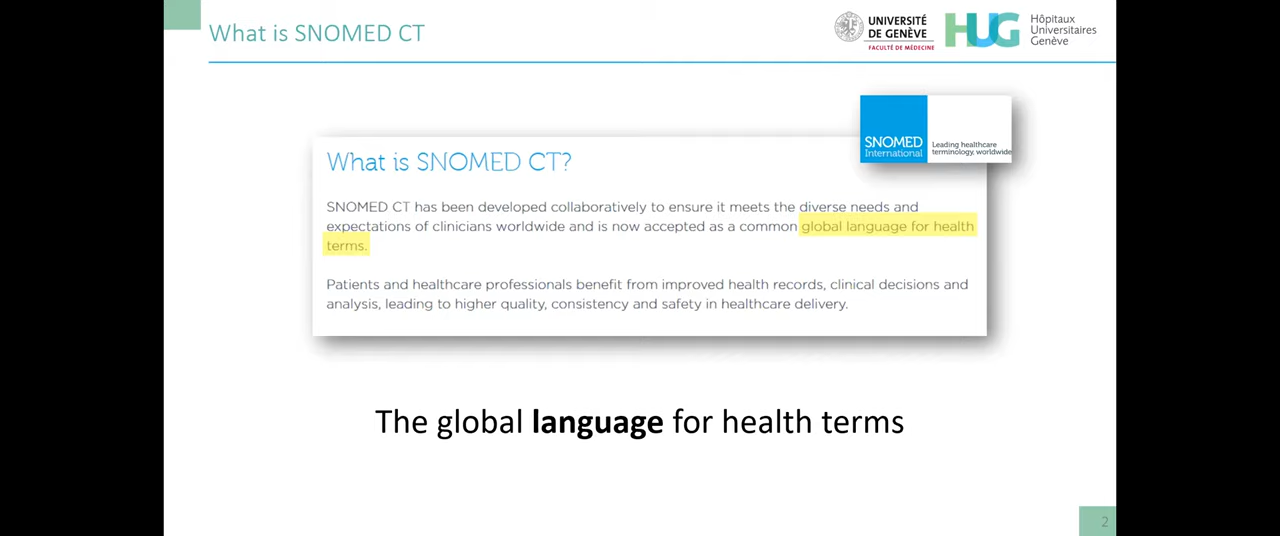 What is SNOMED CT
UNIVERSITÉ
DE GENÈVE
FACULTÉ DE MÉDECINE
HUG
Hôpitaux
Universitaires
Genève
SNOMED
International
Leading healthcare
terminology, worldwide
What is SNOMED CT?
SNOMED CT has been developed collaboratively to ensure it meets the diverse needs and
expectations of clinicians worldwide and is now accepted as a common global language for health
terms.
Patients and healthcare professionals benefit from improved health records, clinical decisions and
analysis, leading to higher quality, consistency and safety in healthcare delivery.
The global language for health terms
2